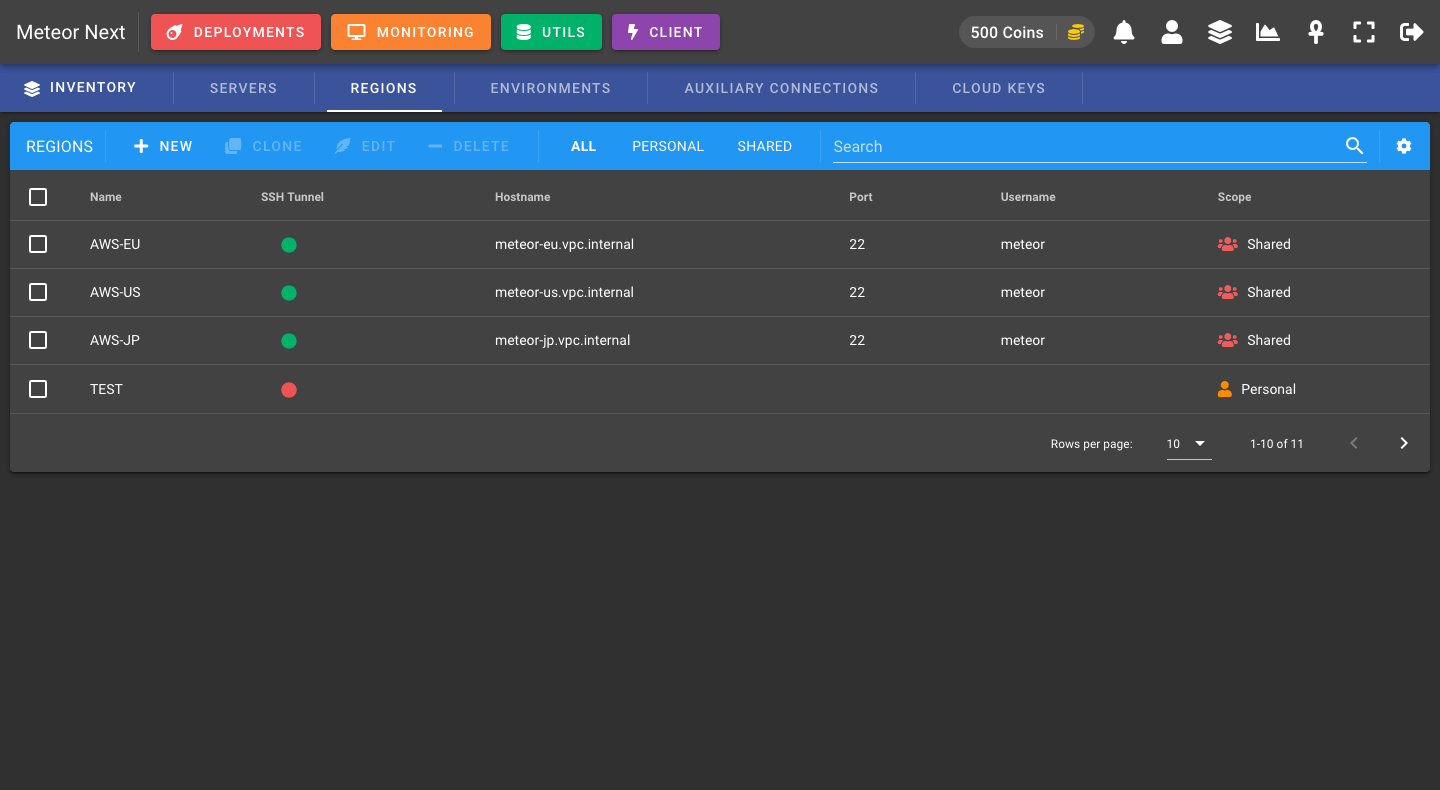 Meteor Next DEPLOYMENTS MONITORING UTILS CLIENT 500 Coins
INVENTORY SERVERS REGIONS ENVIRONMENTS AUXILIARY CONNECTIONS CLOUD KEYS
REGIONS NEW CLONE EDIT DELETE ALL PERSONAL SHARED Search
Name SSH Tunnel Hostname Port Username Scope
AWS-EU meteor-eu.vpc.internal 22 meteor Shared
AWS-US meteor-us.vpc.internal 22 meteor Shared
AWS-JP meteor-jp.vpc.internal 22 meteor Shared
TEST Personal
Rows per page: 10 1-10 of 11